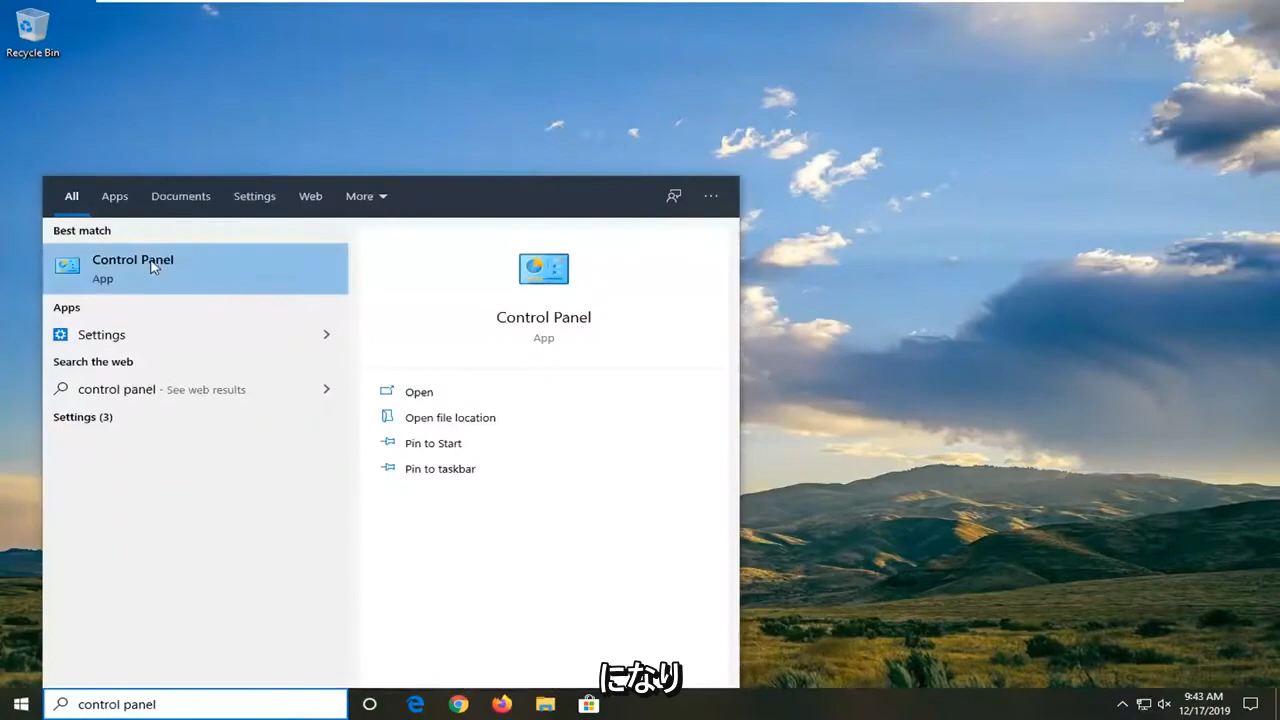 Recycle Bin
All Apps Documents Settings Web More
Best match
Control Panel
App
Apps
Settings
Search the web
control panel - See web results
Settings (3)
Control Panel
App
Open
Open file location
Pin to Start
Pin to taskbar
になり
control panel
9:43 AM
12/17/2019